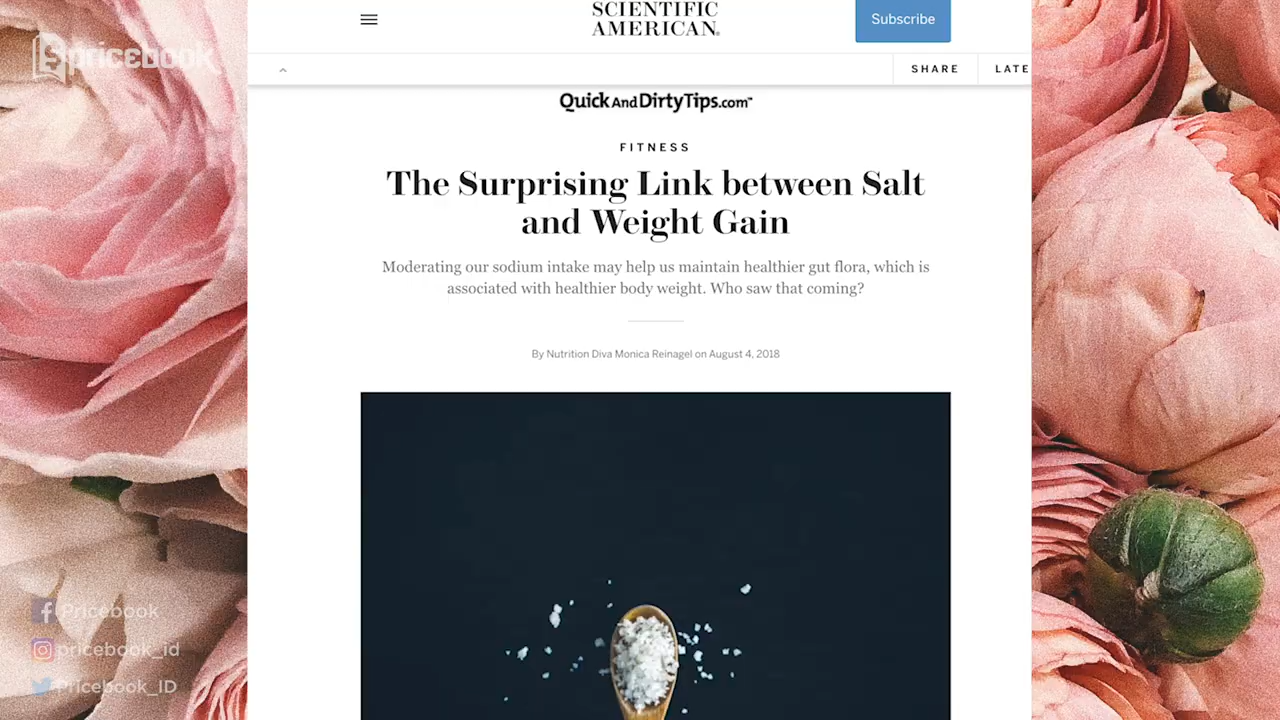 SCIENTIFIC
AMERICAN®
Subscribe
pricebook
SHARE
LATE
QuickAndDirtyTips.com™
FITNESS
The Surprising Link between Salt
and Weight Gain
Moderating our sodium intake may help us maintain healthier gut flora, which is
associated with healthier body weight. Who saw that coming?
By Nutrition Diva Monica Reinagel on August 4, 2018
Pricebook
pricebook_id
Pricebook_ID